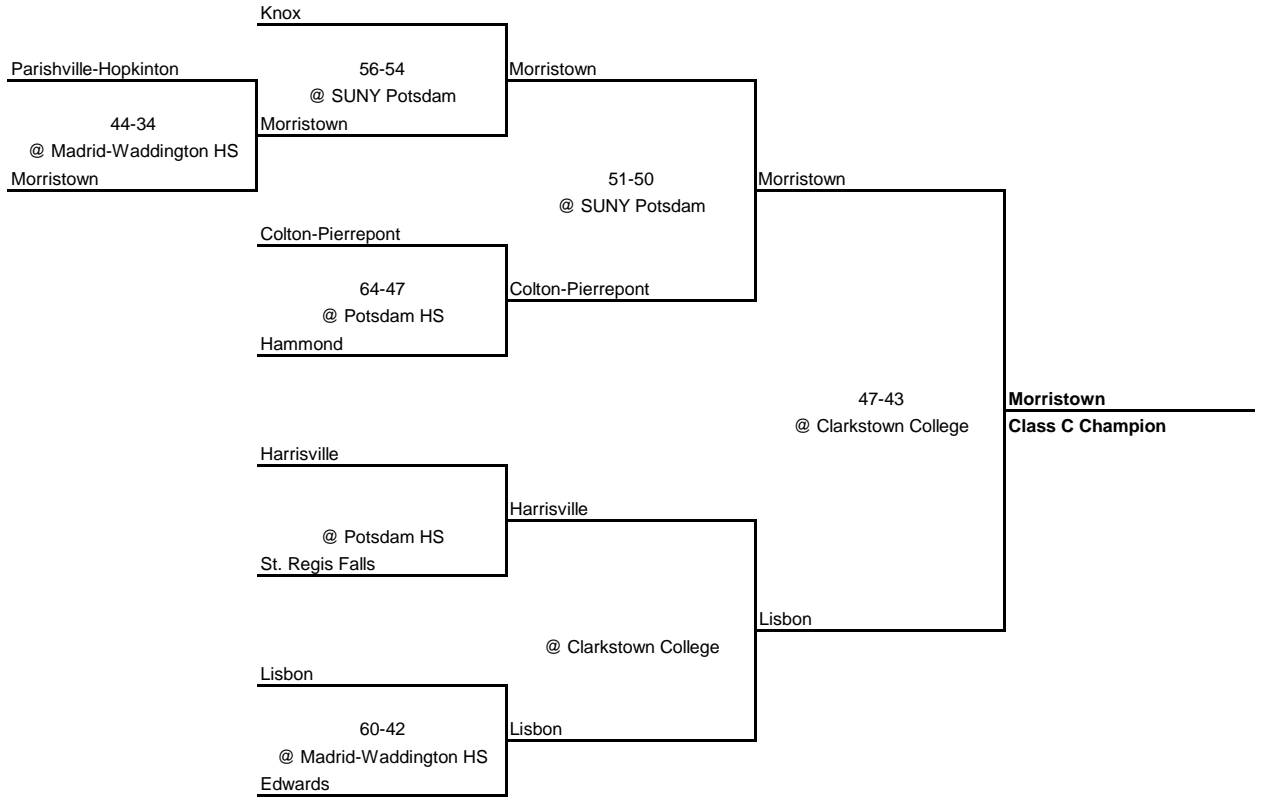 Knox
Parishville-Hopkinton
56-54
Morristown
@ SUNY Potsdam
44-34
Morristown
@ Madrid-Waddington HS
Morristown
51-50
Morristown
@ SUNY Potsdam
Colton-Pierrepont
64-47
Colton-Pierrepont
@ Potsdam HS
Hammond
47-43
Morristown
@ Clarkstown College
Class C Champion
Harrisville
Harrisville
@ Potsdam HS
St. Regis Falls
Lisbon
@ Clarkstown College
Lisbon
60-42
Lisbon
@ Madrid-Waddington HS
Edwards